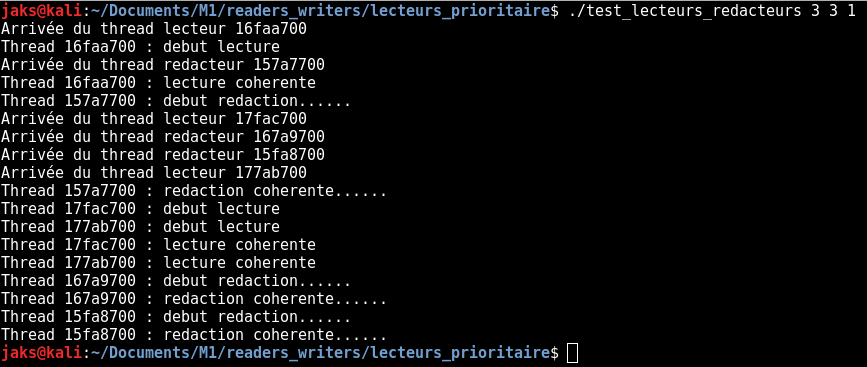 jaks@kali:~/Documents/M1/readers_writers/lecteurs_prioritaire$ ./test_lecteurs_redacteurs 3 3 1
Arrivée du thread lecteur 16faa700
Thread 16faa700 : debut lecture
Arrivée du thread redacteur 157a7700
Thread 16faa700 : lecture coherente
Thread 157a7700 : debut redaction......
Arrivée du thread lecteur 17fac700
Arrivée du thread redacteur 167a9700
Arrivée du thread redacteur 15fa8700
Arrivée du thread lecteur 177ab700
Thread 157a7700 : redaction coherente......
Thread 17fac700 : debut lecture
Thread 177ab700 : debut lecture
Thread 17fac700 : lecture coherente
Thread 177ab700 : lecture coherente
Thread 167a9700 : debut redaction......
Thread 167a9700 : redaction coherente......
Thread 15fa8700 : debut redaction......
Thread 15fa8700 : redaction coherente......
jaks@kali:~/Documents/M1/readers_writers/lecteurs_prioritaire$